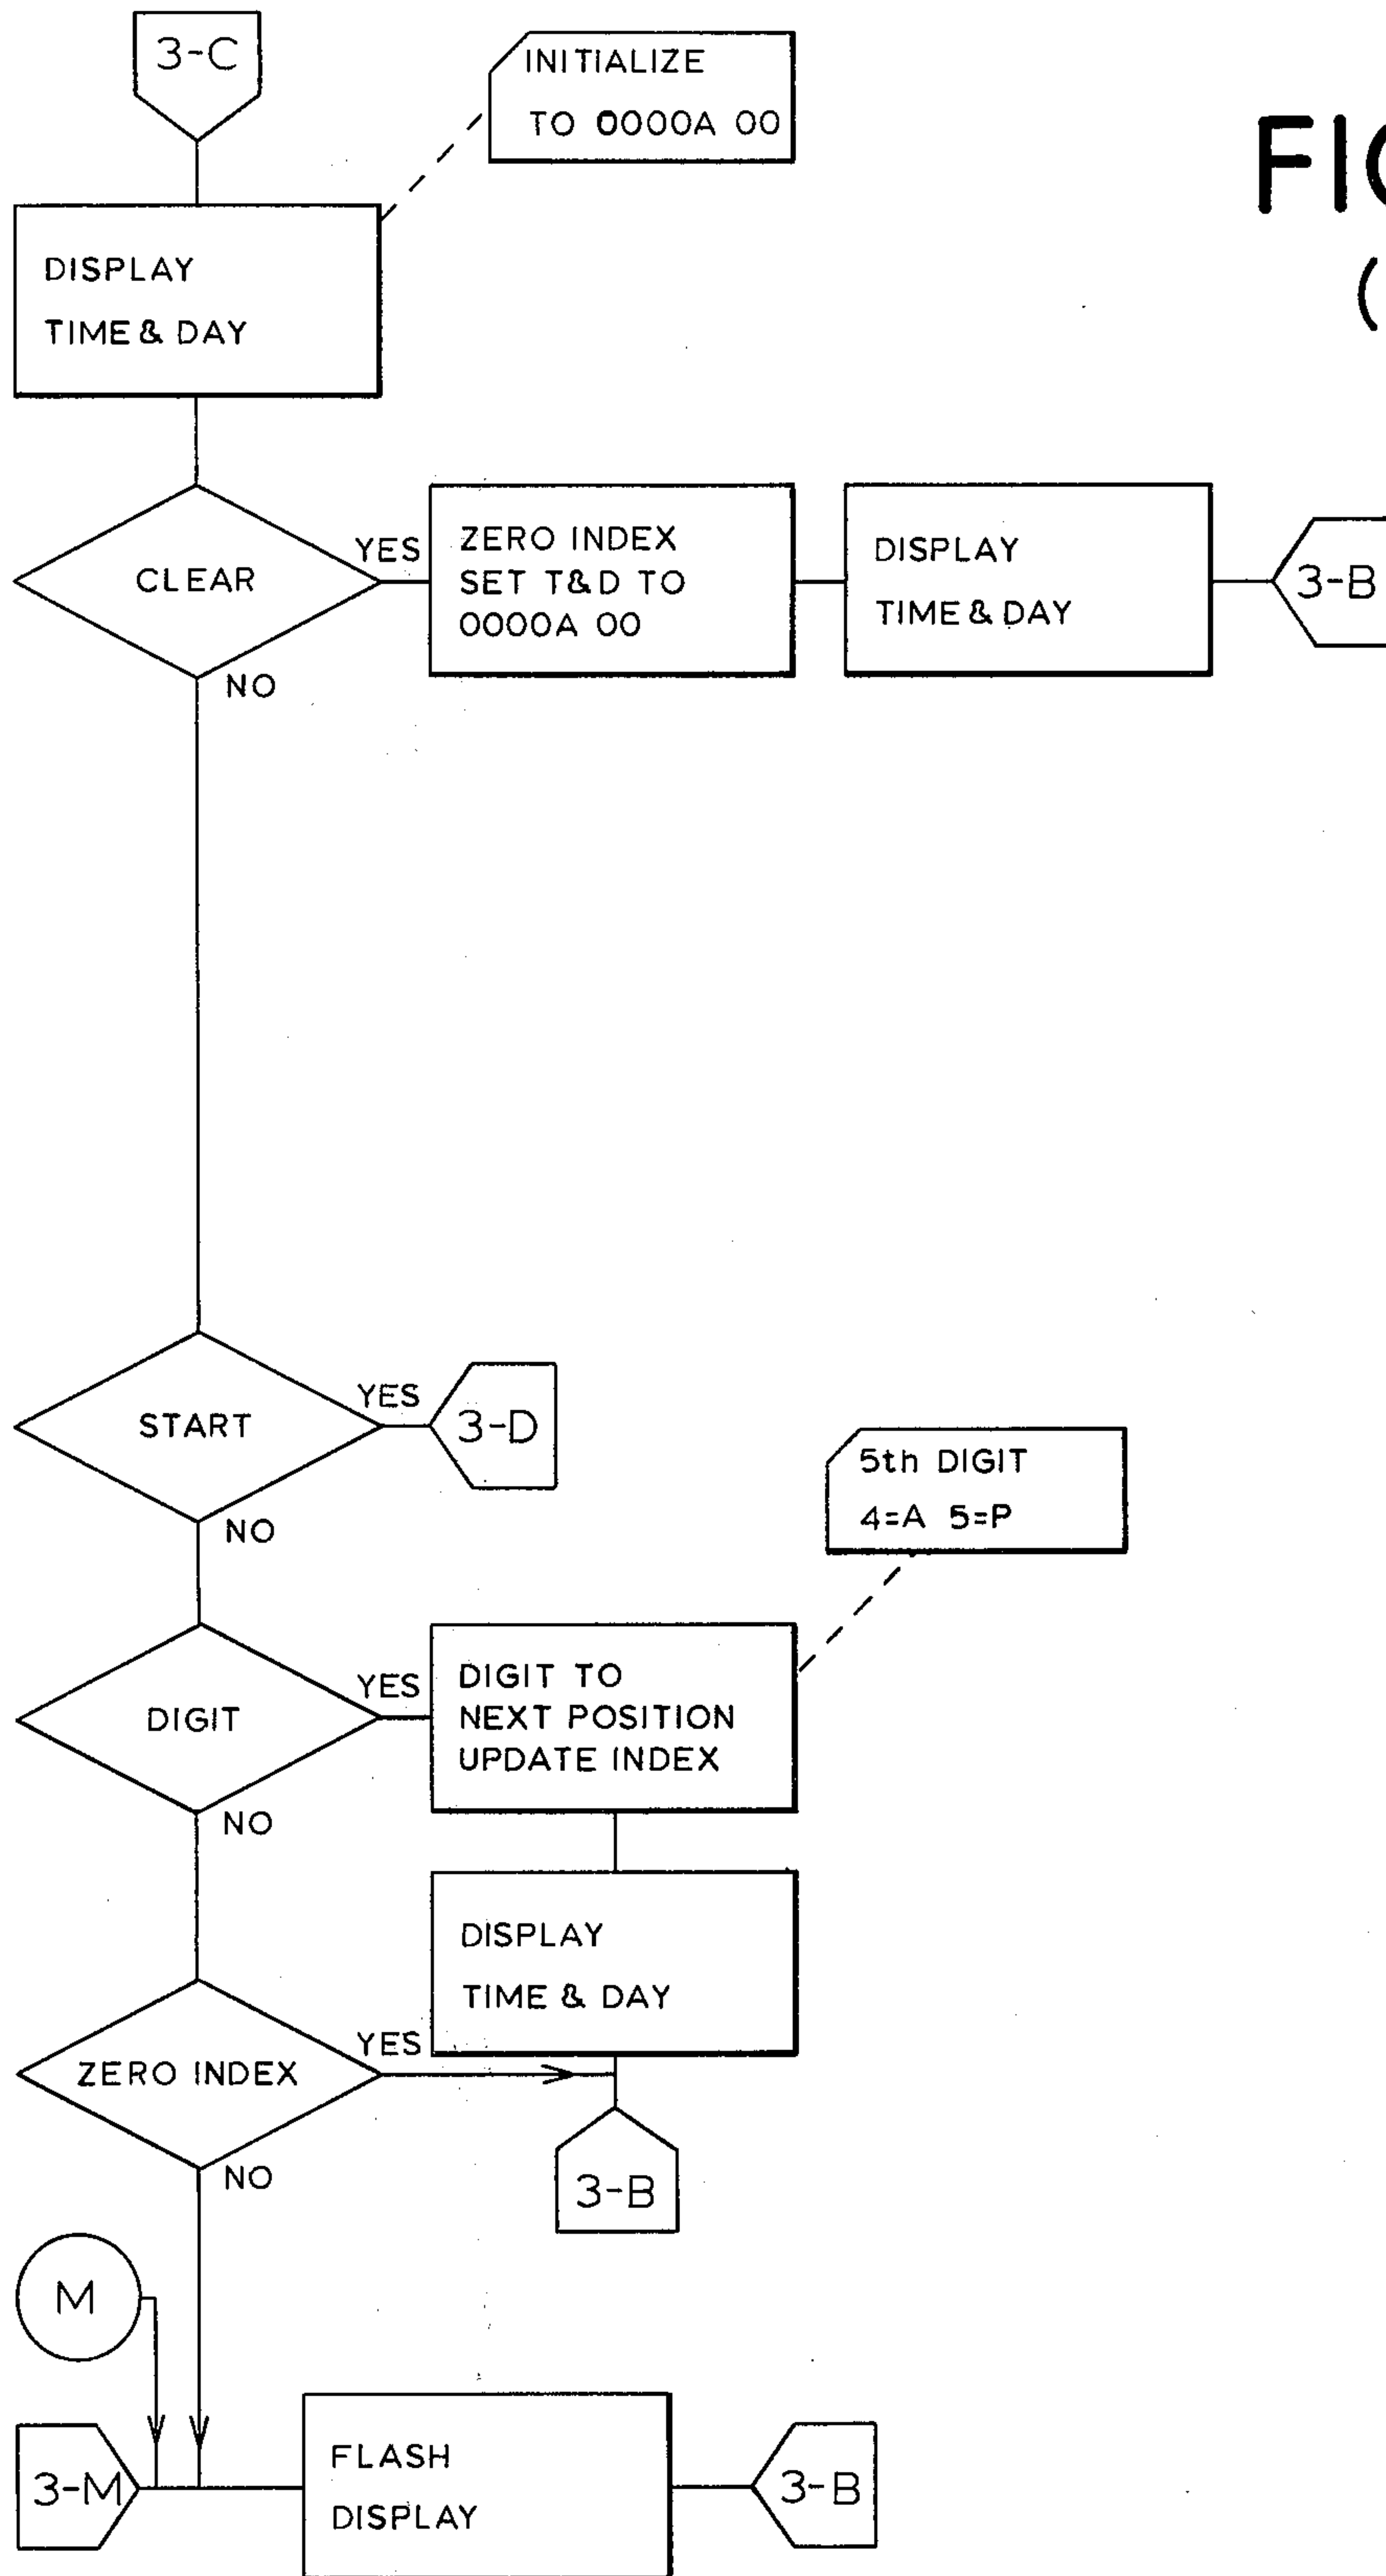 3-C
INITIALIZE
TO 0000A 00
DISPLAY
TIME & DAY
CLEAR
YES
NO
ZERO INDEX
SET T&D TO
0000A 00
DISPLAY
TIME & DAY
3-B
START
YES
NO
3-D
5th DIGIT
4=A 5=P
DIGIT
YES
NO
DIGIT TO
NEXT POSITION
UPDATE INDEX
DISPLAY
TIME & DAY
ZERO INDEX
YES
NO
3-B
M
3-M
FLASH
DISPLAY
3-B